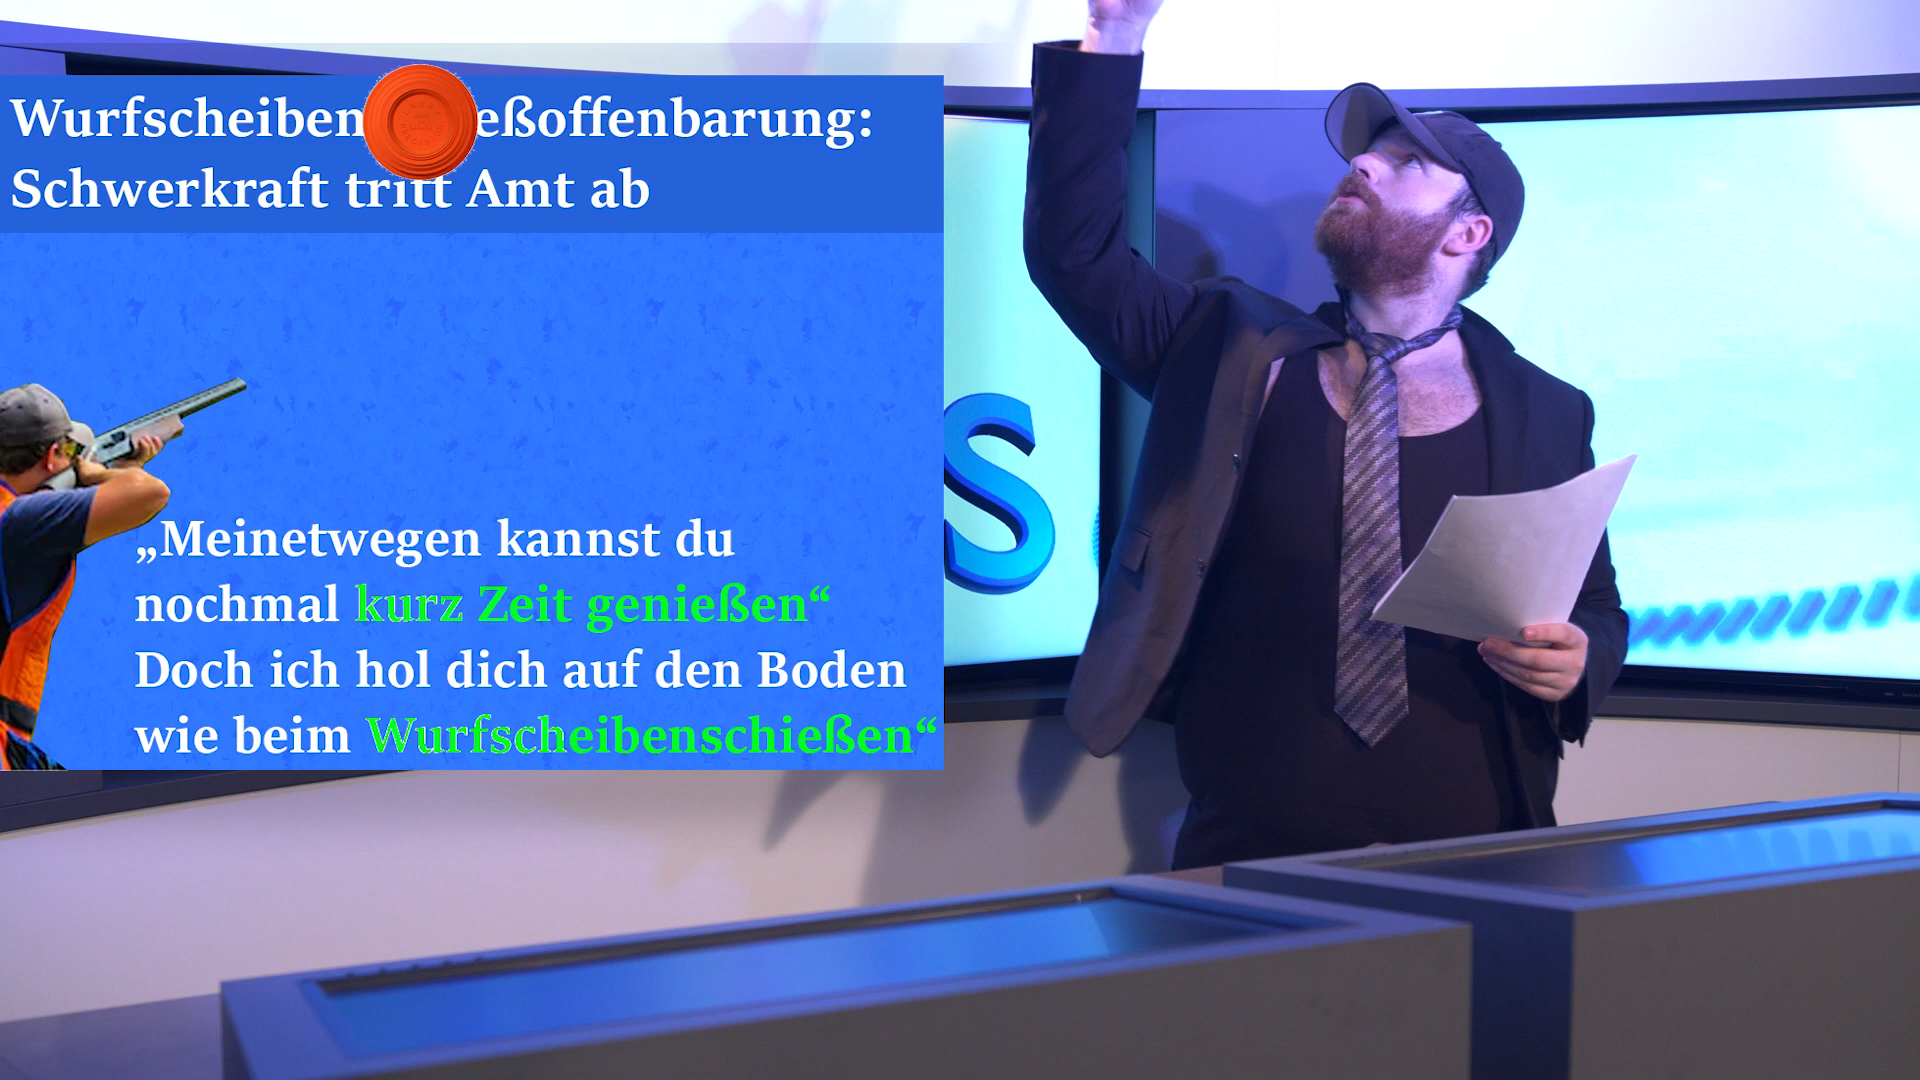 Wurfscheiben eßoffenbarung:
Schwerkraft tritt Amt ab
„Meinetwegen kannst du
nochmal kurz Zeit genießen“
Doch ich hol dich auf den Boden
wie beim Wurfscheibenschießen“
S